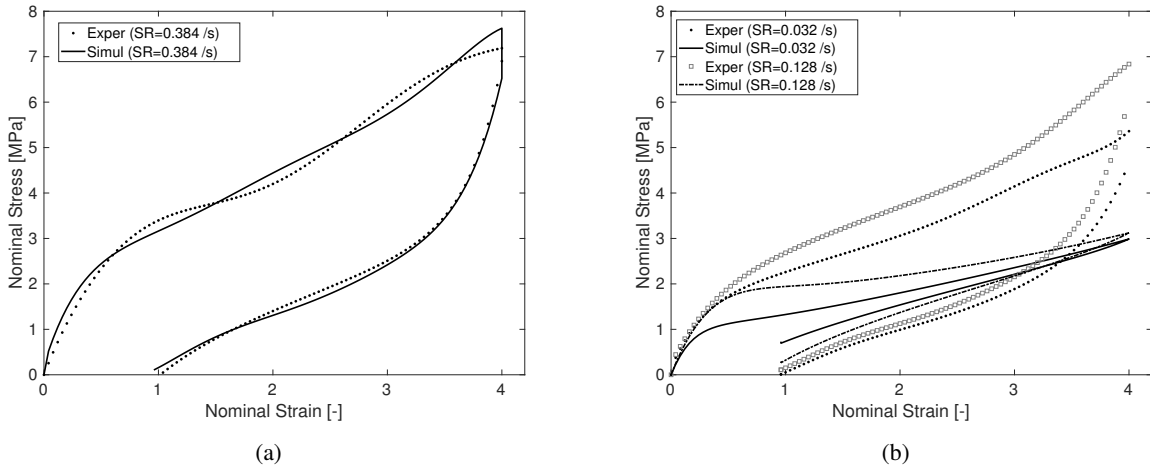 Exper (SR=0.384 /s)
Simul (SR=0.384 /s)
Nominal Stress [MPa]
8
7
6
5
4
3
2
1
0
0 1 2 3 4
Nominal Strain [-]
(a)
Exper (SR=0.032 /s)
Simul (SR=0.032 /s)
Exper (SR=0.128 /s)
Simul (SR=0.128 /s)
Nominal Stress [MPa]
8
7
6
5
4
3
2
1
0
0 1 2 3 4
Nominal Strain [-]
(b)